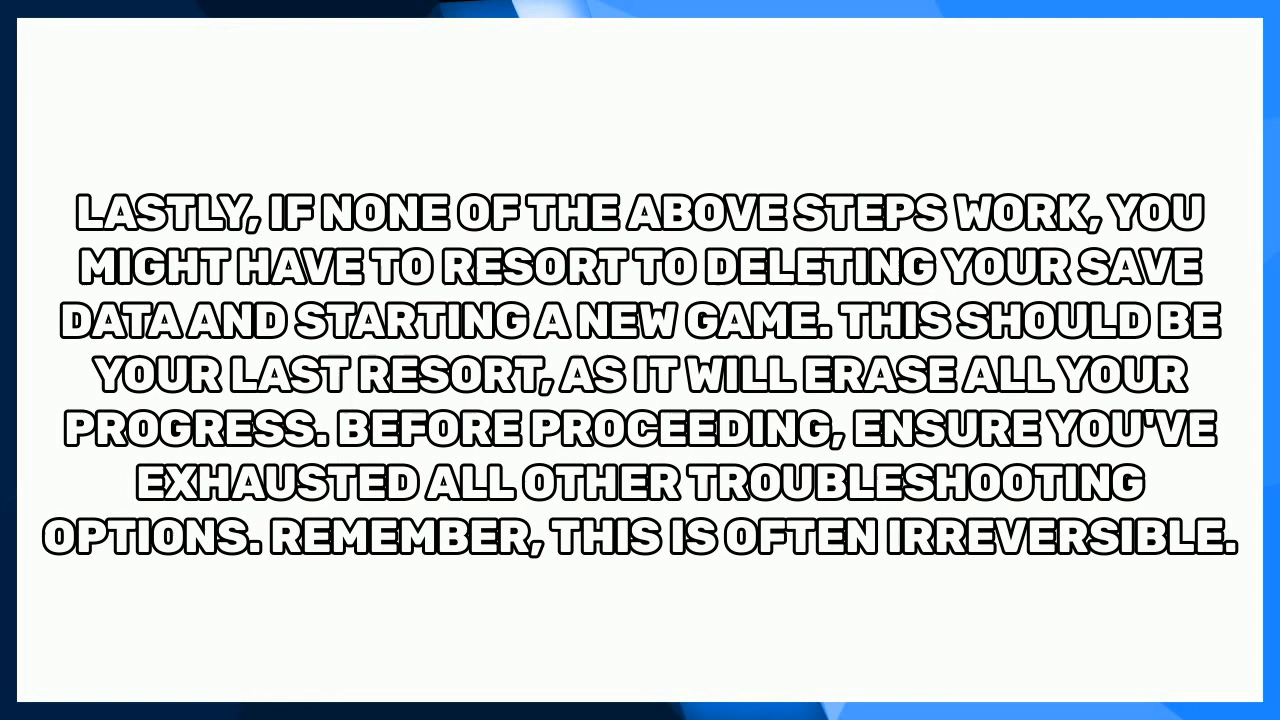 LASTLY, IF NONE OF THE ABOVE STEPS WORK, YOU
MIGHT HAVE TO RESORT TO DELETING YOUR SAVE
DATA AND STARTING A NEW GAME. THIS SHOULD BE
YOUR LAST RESORT, AS IT WILL ERASE ALL YOUR
PROGRESS. BEFORE PROCEEDING, ENSURE YOU'VE
EXHAUSTED ALL OTHER TROUBLESHOOTING
OPTIONS. REMEMBER, THIS IS OFTEN IRREVERSIBLE.